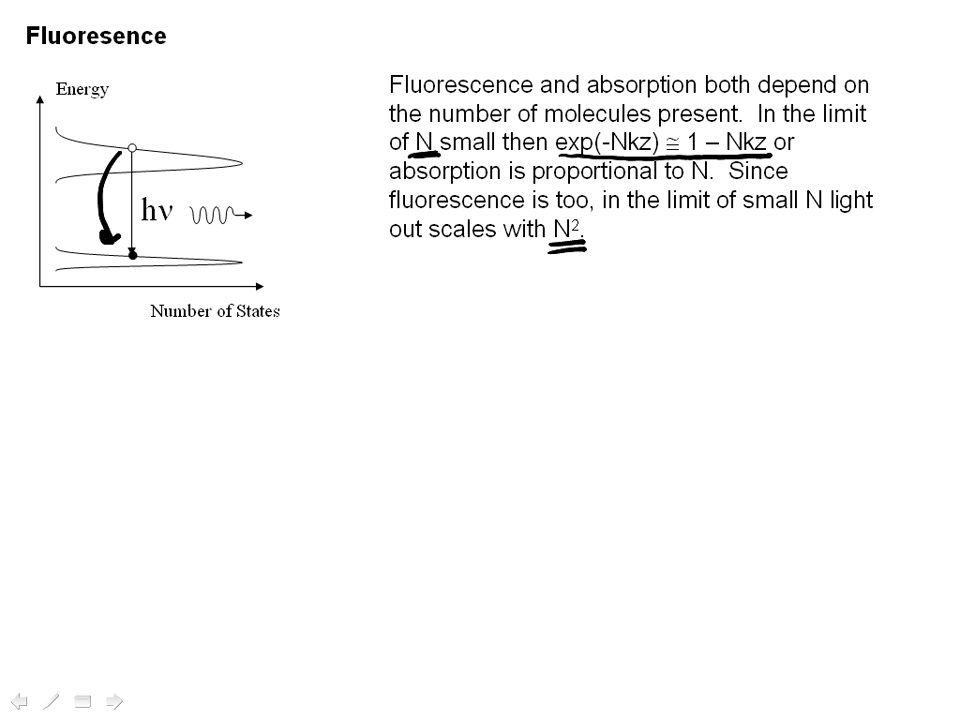 Fluoresence
Energy
hν
Number of States
Fluorescence and absorption both depend on
the number of molecules present.  In the limit
of N small then exp(-Nkz) ≅ 1 – Nkz or
absorption is proportional to N.  Since
fluorescence is too, in the limit of small N light
out scales with N².